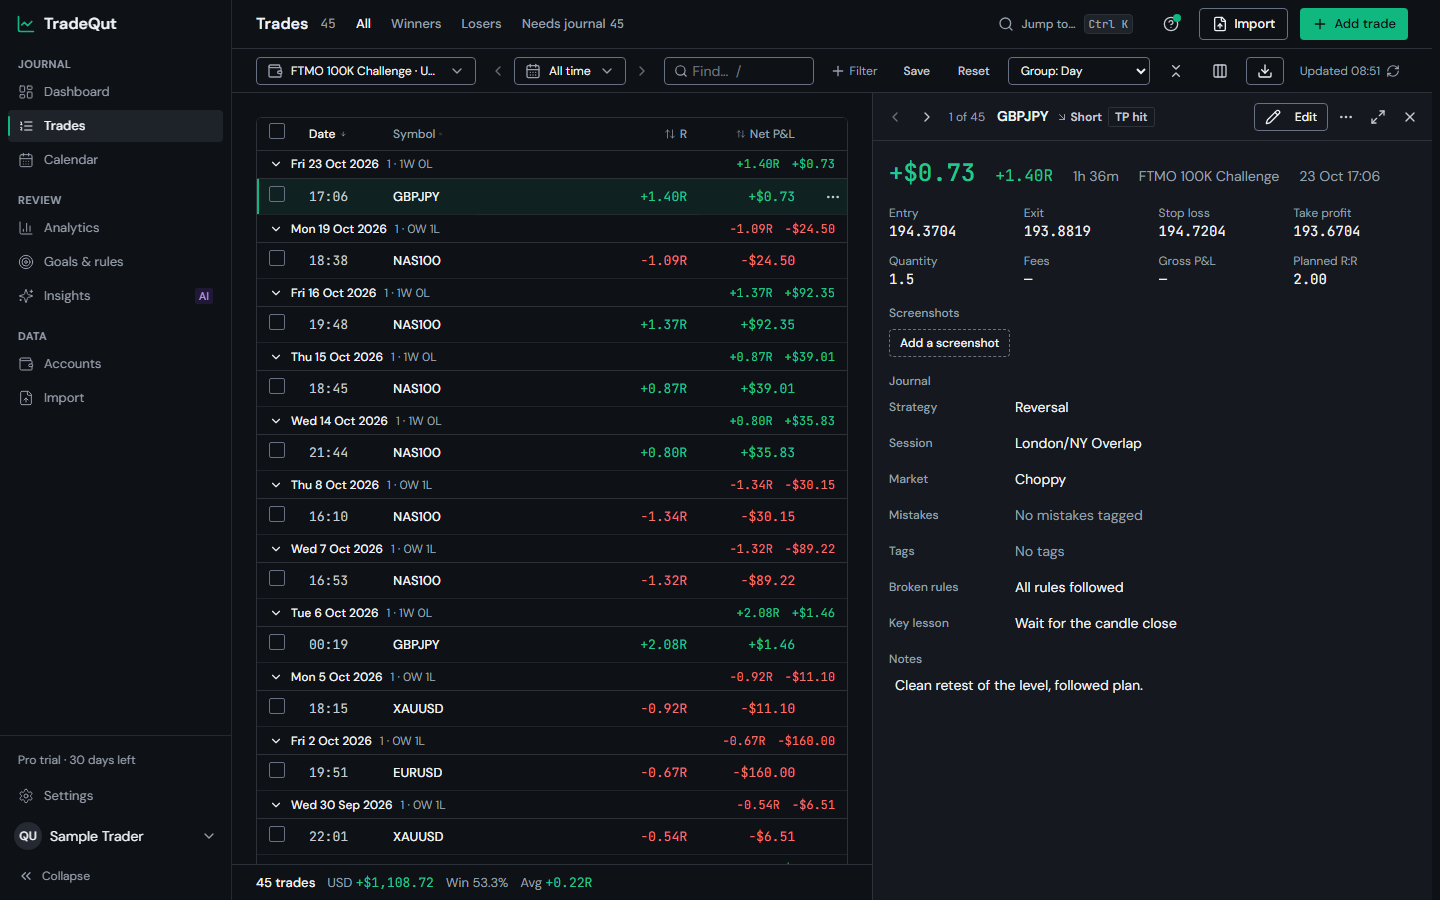 TradeQut
JOURNAL
Dashboard
Trades
Calendar
REVIEW
Analytics
Goals & rules
Insights AI
DATA
Accounts
Import
Pro trial · 30 days left
Settings
QU Sample Trader
Collapse
Trades 45 All Winners Losers Needs journal 45
Jump to... Ctrl K Import Add trade
FTMO 100K Challenge · U... All time Find... / Filter Save Reset Group: Day Updated 08:51
Date Symbol R Net P&L
Fri 23 Oct 2026 1 · 1W 0L +1.40R +$0.73
17:06 GBPJPY +1.40R +$0.73
Mon 19 Oct 2026 1 · 0W 1L -1.09R -$24.50
18:38 NAS100 -1.09R -$24.50
Fri 16 Oct 2026 1 · 1W 0L +1.37R +$92.35
19:48 NAS100 +1.37R +$92.35
Thu 15 Oct 2026 1 · 1W 0L +0.87R +$39.01
18:45 NAS100 +0.87R +$39.01
Wed 14 Oct 2026 1 · 1W 0L +0.80R +$35.83
21:44 NAS100 +0.80R +$35.83
Thu 8 Oct 2026 1 · 0W 1L -1.34R -$30.15
16:10 NAS100 -1.34R -$30.15
Wed 7 Oct 2026 1 · 0W 1L -1.32R -$89.22
16:53 NAS100 -1.32R -$89.22
Tue 6 Oct 2026 1 · 1W 0L +2.08R +$1.46
00:19 GBPJPY +2.08R +$1.46
Mon 5 Oct 2026 1 · 0W 1L -0.92R -$11.10
18:15 XAUUSD -0.92R -$11.10
Fri 2 Oct 2026 1 · 0W 1L -0.67R -$160.00
19:51 EURUSD -0.67R -$160.00
Wed 30 Sep 2026 1 · 0W 1L -0.54R -$6.51
22:01 XAUUSD -0.54R -$6.51
45 trades USD +$1,108.72 Win 53.3% Avg +0.22R
1 of 45 GBPJPY Short TP hit Edit
+$0.73 +1.40R 1h 36m FTMO 100K Challenge 23 Oct 17:06
Entry Exit Stop loss Take profit
194.3704 193.8819 194.7204 193.6704
Quantity Fees Gross P&L Planned R:R
1.5 — — 2.00
Screenshots
Add a screenshot
Journal
Strategy Reversal
Session London/NY Overlap
Market Choppy
Mistakes No mistakes tagged
Tags No tags
Broken rules All rules followed
Key lesson Wait for the candle close
Notes
Clean retest of the level, followed plan.